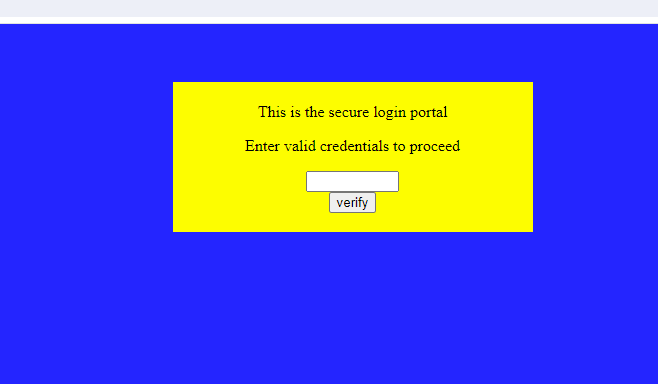 This is the secure login portal
Enter valid credentials to proceed
verify